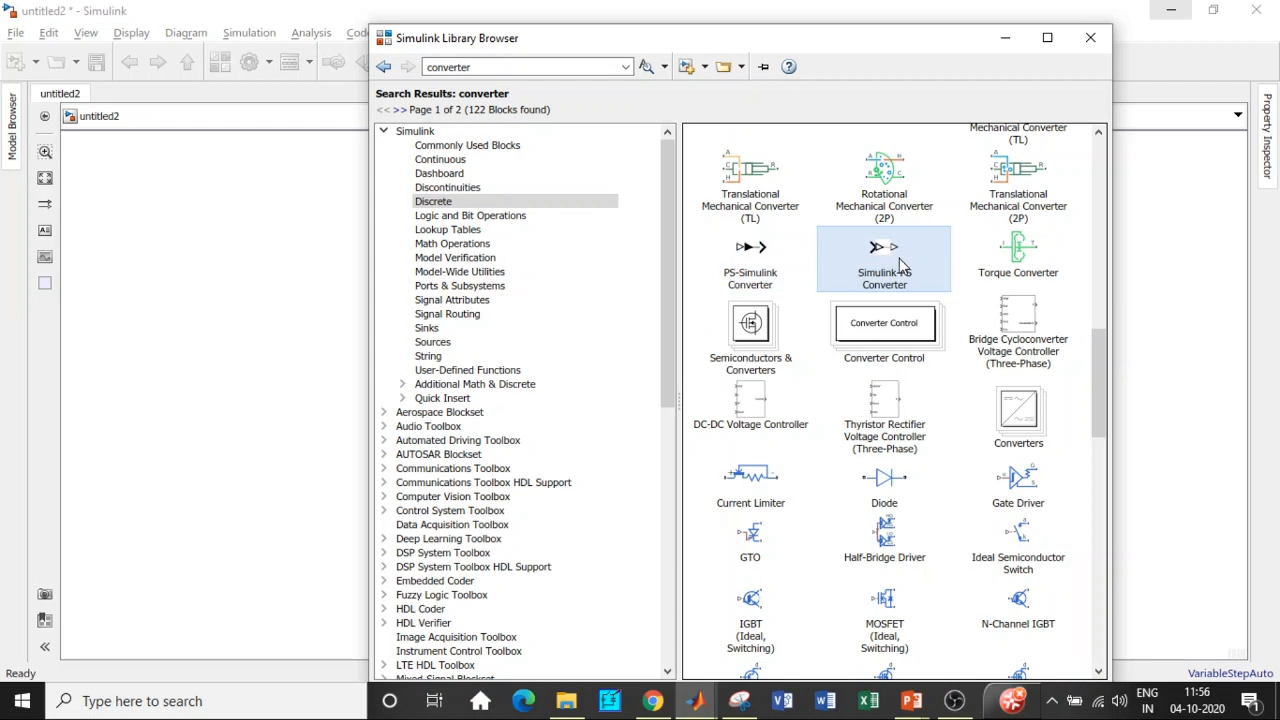 untitled2 * - Simulink
File Edit View Display Diagram Simulation Analysis
untitled2
untitled2
Model Browser
Property Inspector
Simulink Library Browser
converter
Search Results: converter
<< >> Page 1 of 2 (122 Blocks found)
Simulink
Commonly Used Blocks
Continuous
Dashboard
Discontinuities
Discrete
Logic and Bit Operations
Lookup Tables
Math Operations
Model Verification
Model-Wide Utilities
Ports & Subsystems
Signal Attributes
Signal Routing
Sinks
Sources
String
User-Defined Functions
Additional Math & Discrete
Quick Insert
Aerospace Blockset
Audio Toolbox
Automated Driving Toolbox
AUTOSAR Blockset
Communications Toolbox
Communications Toolbox HDL Support
Computer Vision Toolbox
Control System Toolbox
Data Acquisition Toolbox
Deep Learning Toolbox
DSP System Toolbox
DSP System Toolbox HDL Support
Embedded Coder
Fuzzy Logic Toolbox
HDL Coder
HDL Verifier
Image Acquisition Toolbox
Instrument Control Toolbox
LTE HDL Toolbox
Mixed-Signal Blockset
Mechanical Converter
(TL)
Translational
Mechanical Converter
(TL)
Rotational
Mechanical Converter
(2P)
Translational
Mechanical Converter
(2P)
PS-Simulink
Converter
Simulink-PS
Converter
Torque Converter
Semiconductors &
Converters
Converter Control
Converter Control
Bridge Cycloconverter
Voltage Controller
(Three-Phase)
DC-DC Voltage Controller
Thyristor Rectifier
Voltage Controller
(Three-Phase)
Converters
Current Limiter
Diode
Gate Driver
GTO
Half-Bridge Driver
Ideal Semiconductor
Switch
IGBT
(Ideal,
Switching)
MOSFET
(Ideal,
Switching)
N-Channel IGBT
Ready
VariableStepAuto
Type here to search
ENG
IN
11:56
04-10-2020